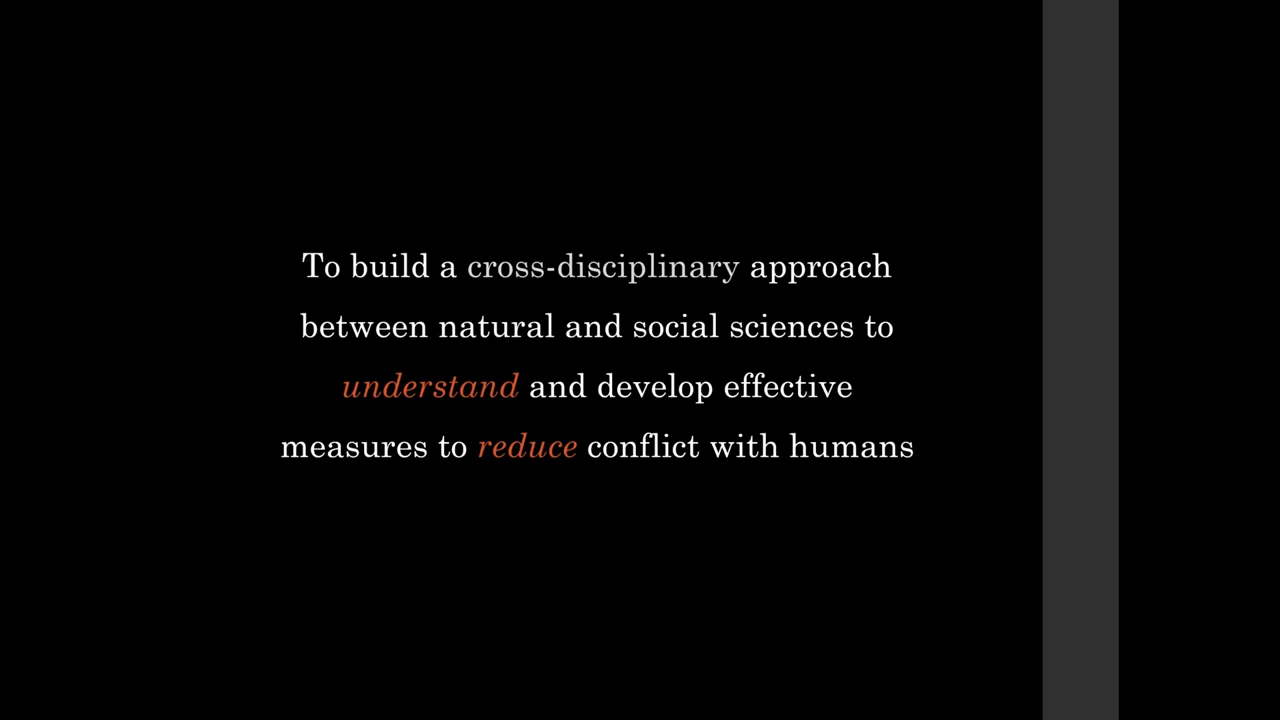 To build a cross-disciplinary approach
between natural and social sciences to
understand and develop effective
measures to reduce conflict with humans